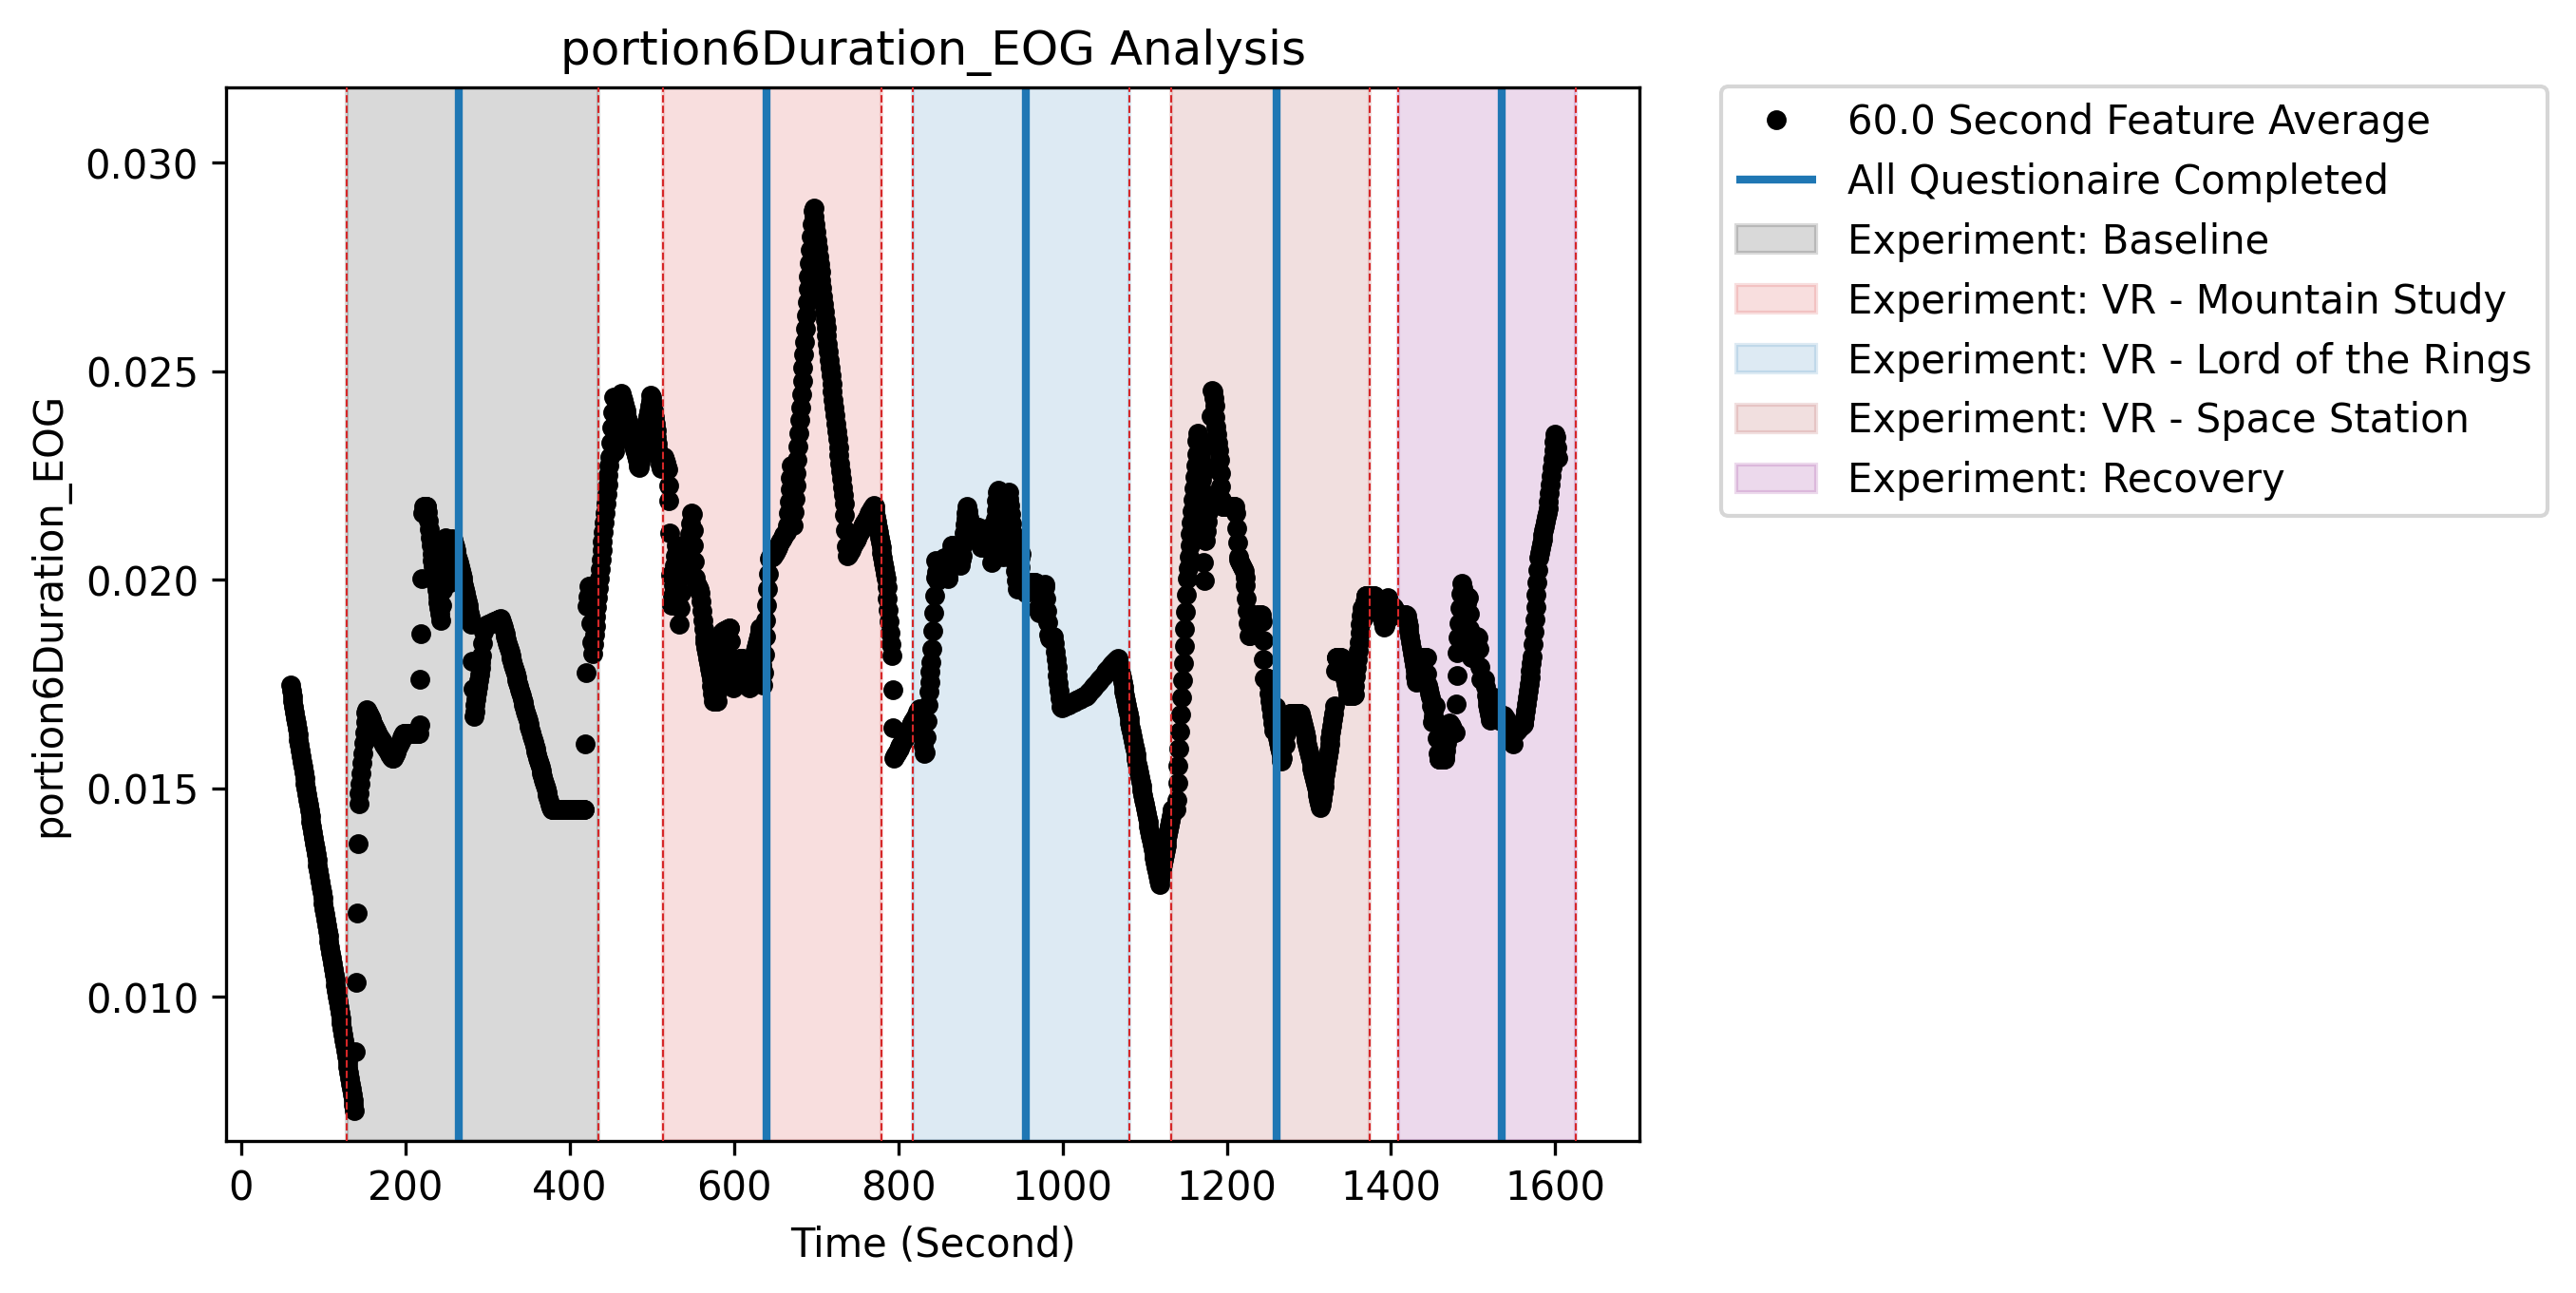 portion6Duration_EOG Analysis
portion6Duration_EOG
0.030
0.025
0.020
0.015
0.010
0 200 400 600 800 1000 1200 1400 1600
Time (Second)
60.0 Second Feature Average
All Questionaire Completed
Experiment: Baseline
Experiment: VR - Mountain Study
Experiment: VR - Lord of the Rings
Experiment: VR - Space Station
Experiment: Recovery